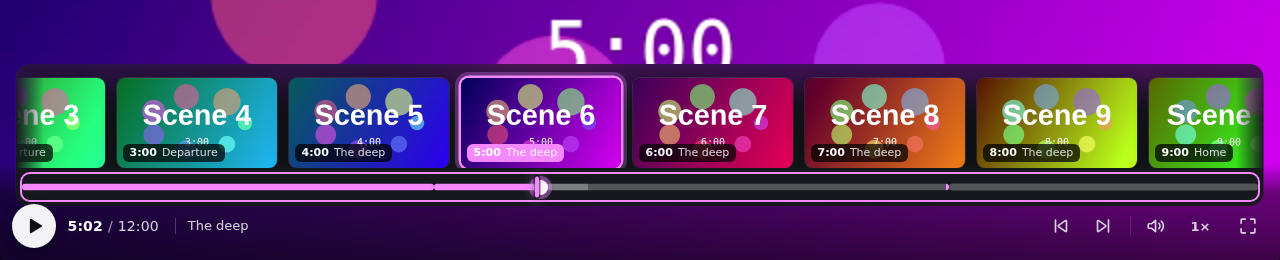 5:00
ne 3
rture
Scene 4
3:00
3:00 Departure
Scene 5
4:00
4:00 The deep
Scene 6
5:00
5:00 The deep
Scene 7
6:00
6:00 The deep
Scene 8
7:00
7:00 The deep
Scene 9
8:00
8:00 The deep
Scene
9:00
9:00 Home
5:02 / 12:00 The deep 1×